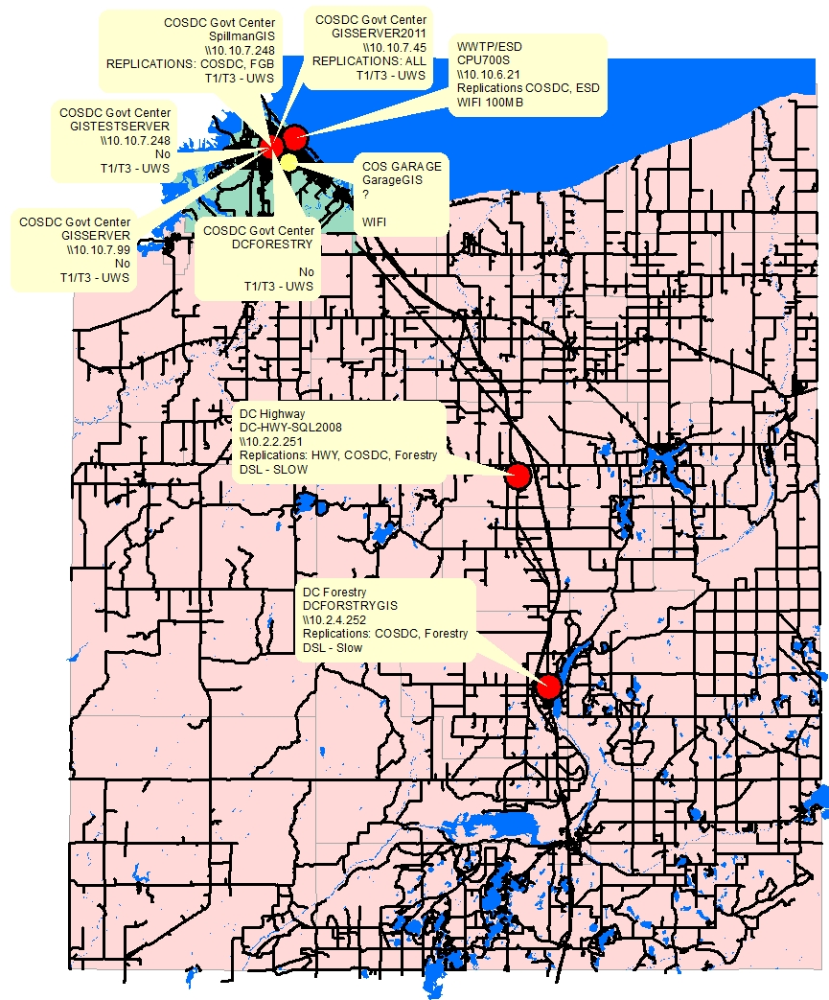 COSDC Govt Center
SpillmanGIS
\\10.10.7.248
REPLICATIONS: COSDC, FGB
T1/T3 - UWS
COSDC Govt Center
GISSERVER2011
\\10.10.7.45
REPLICATIONS: ALL
T1/T3 - UWS
WWTP/ESD
CPU700S
\\10.10.6.21
Replications COSDC, ESD
WIFI 100MB
COSDC Govt Center
GISTESTSERVER
\\10.10.7.248
No
T1/T3 - UWS
COS GARAGE
GarageGIS
?
WIFI
COSDC Govt Center
GISSERVER
\\10.10.7.99
No
T1/T3 - UWS
COSDC Govt Center
DCFORESTRY
No
T1/T3 - UWS
DC Highway
DC-HWY-SQL2008
\\10.2.2.251
Replications: HWY, COSDC, Forestry
DSL - SLOW
DC Forestry
DCFORSTRYGIS
\\10.2.4.252
Replications: COSDC, Forestry
DSL - Slow